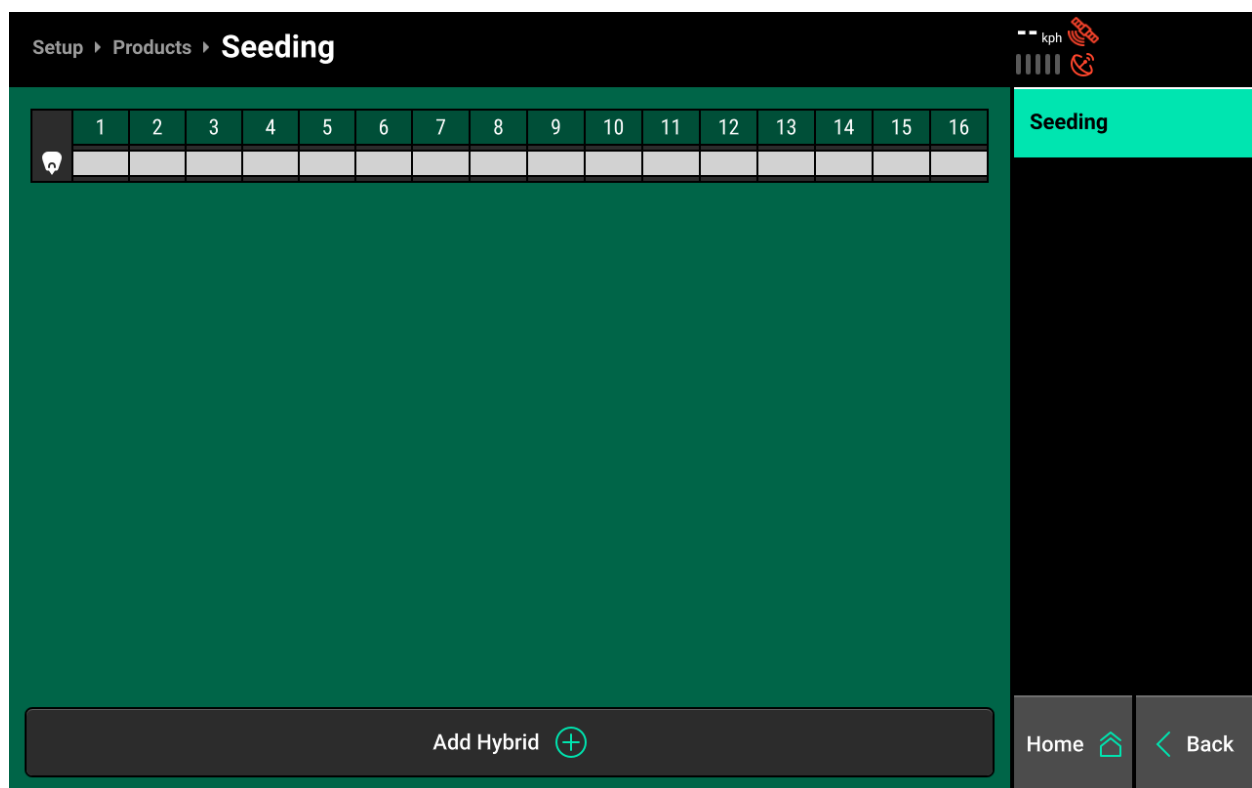 Setup ‣ Products ‣ Seeding
-- kph
1 2 3 4 5 6 7 8 9 10 11 12 13 14 15 16
Seeding
Add Hybrid
Home
Back